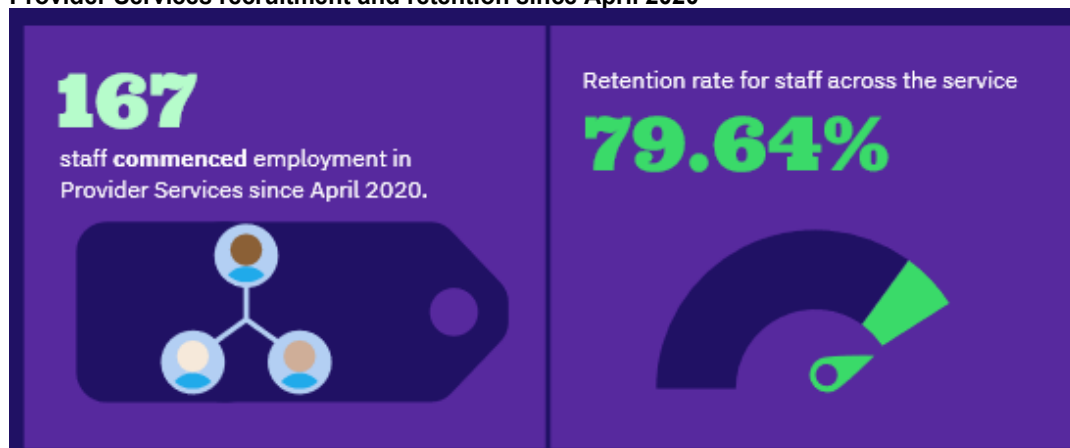 Provider Services recruitment and retention since April 2020
167
staff commenced employment in
Provider Services since April 2020.
Retention rate for staff across the service
79.64%